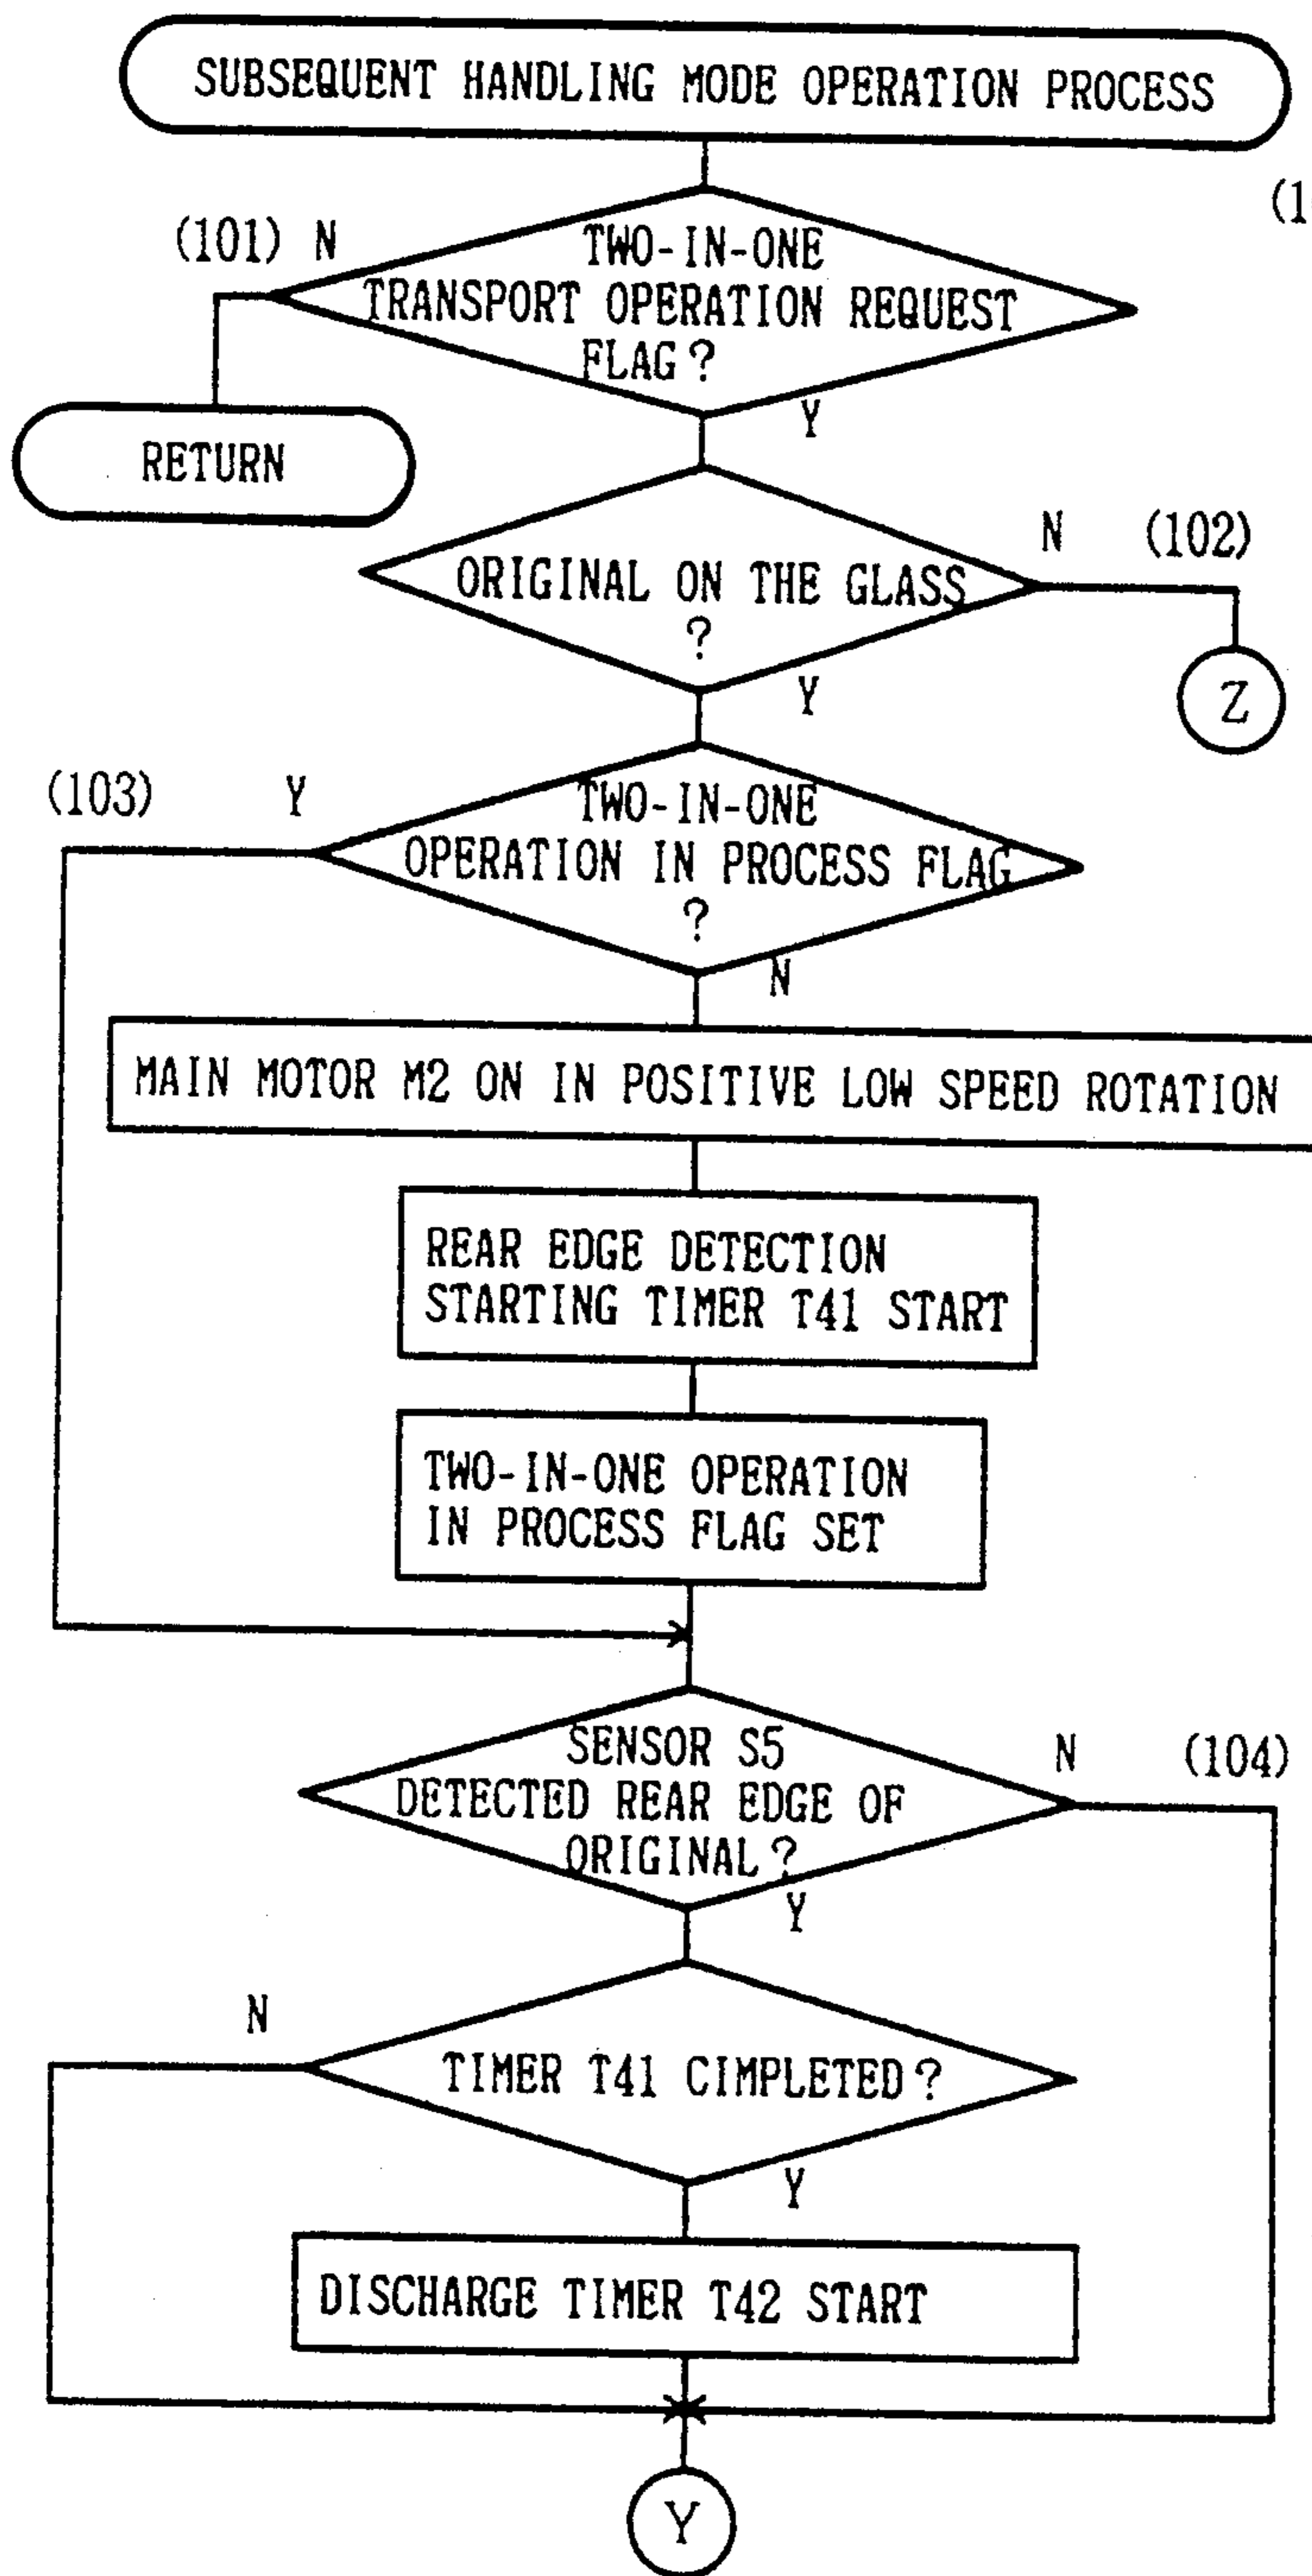 SUBSEQUENT HANDLING MODE OPERATION PROCESS
(1
(101) N
TWO-IN-ONE
TRANSPORT OPERATION REQUEST
FLAG?
Y
RETURN
ORIGINAL ON THE GLASS
?
N (102)
Y
Z
(103) Y
TWO-IN-ONE
OPERATION IN PROCESS FLAG
?
N
MAIN MOTOR M2 ON IN POSITIVE LOW SPEED ROTATION
REAR EDGE DETECTION
STARTING TIMER T41 START
TWO-IN-ONE OPERATION
IN PROCESS FLAG SET
SENSOR S5
DETECTED REAR EDGE OF
ORIGINAL?
N (104)
Y
N
TIMER T41 CIMPLETED?
Y
DISCHARGE TIMER T42 START
Y